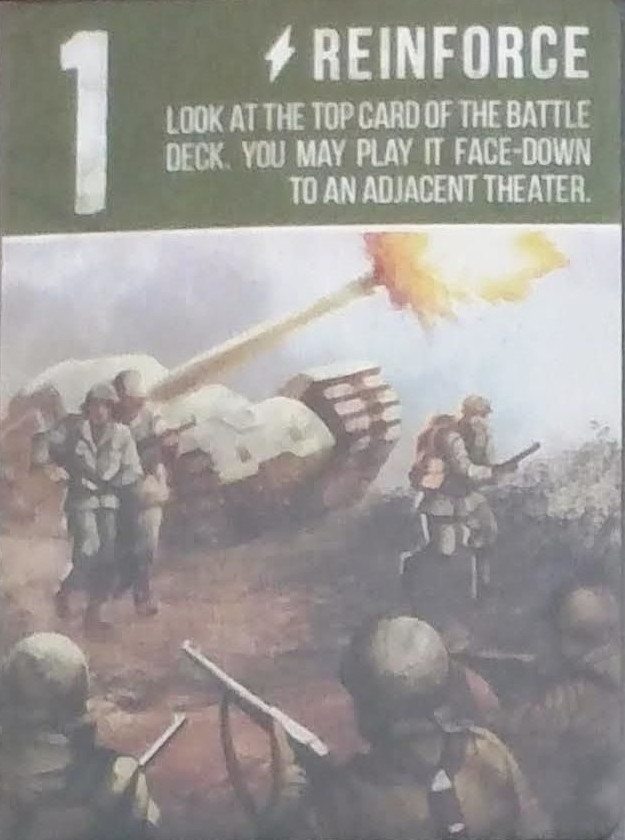 1
REINFORCE
LOOK AT THE TOP CARD OF THE BATTLE
DECK. YOU MAY PLAY IT FACE-DOWN
TO AN ADJACENT THEATER.